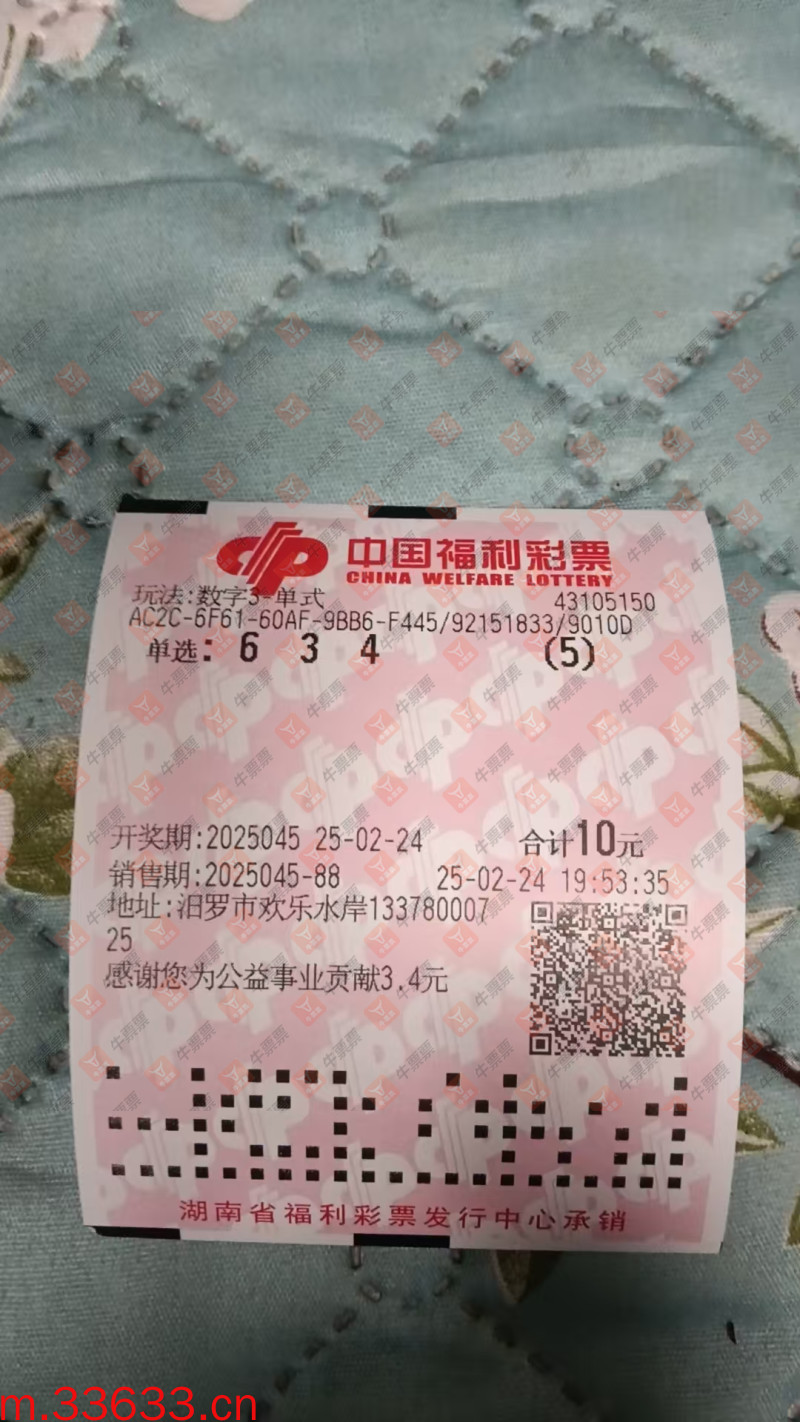 中国福利彩票
CHINA WELFARE LOTTERY
玩法:数字3-单式 43105150
AC2C-6F61-60AF-9BB6-F445/92151833/9010D
单选: 6 3 4 (5)
开奖期:2025045 25-02-24 合计10元
销售期:2025045-88 25-02-24 19:53:35
地址:汨罗市欢乐水岸133780007
25
感谢您为公益事业贡献3.4元
湖南省福利彩票发行中心承销
牛票票
m.33633.cn